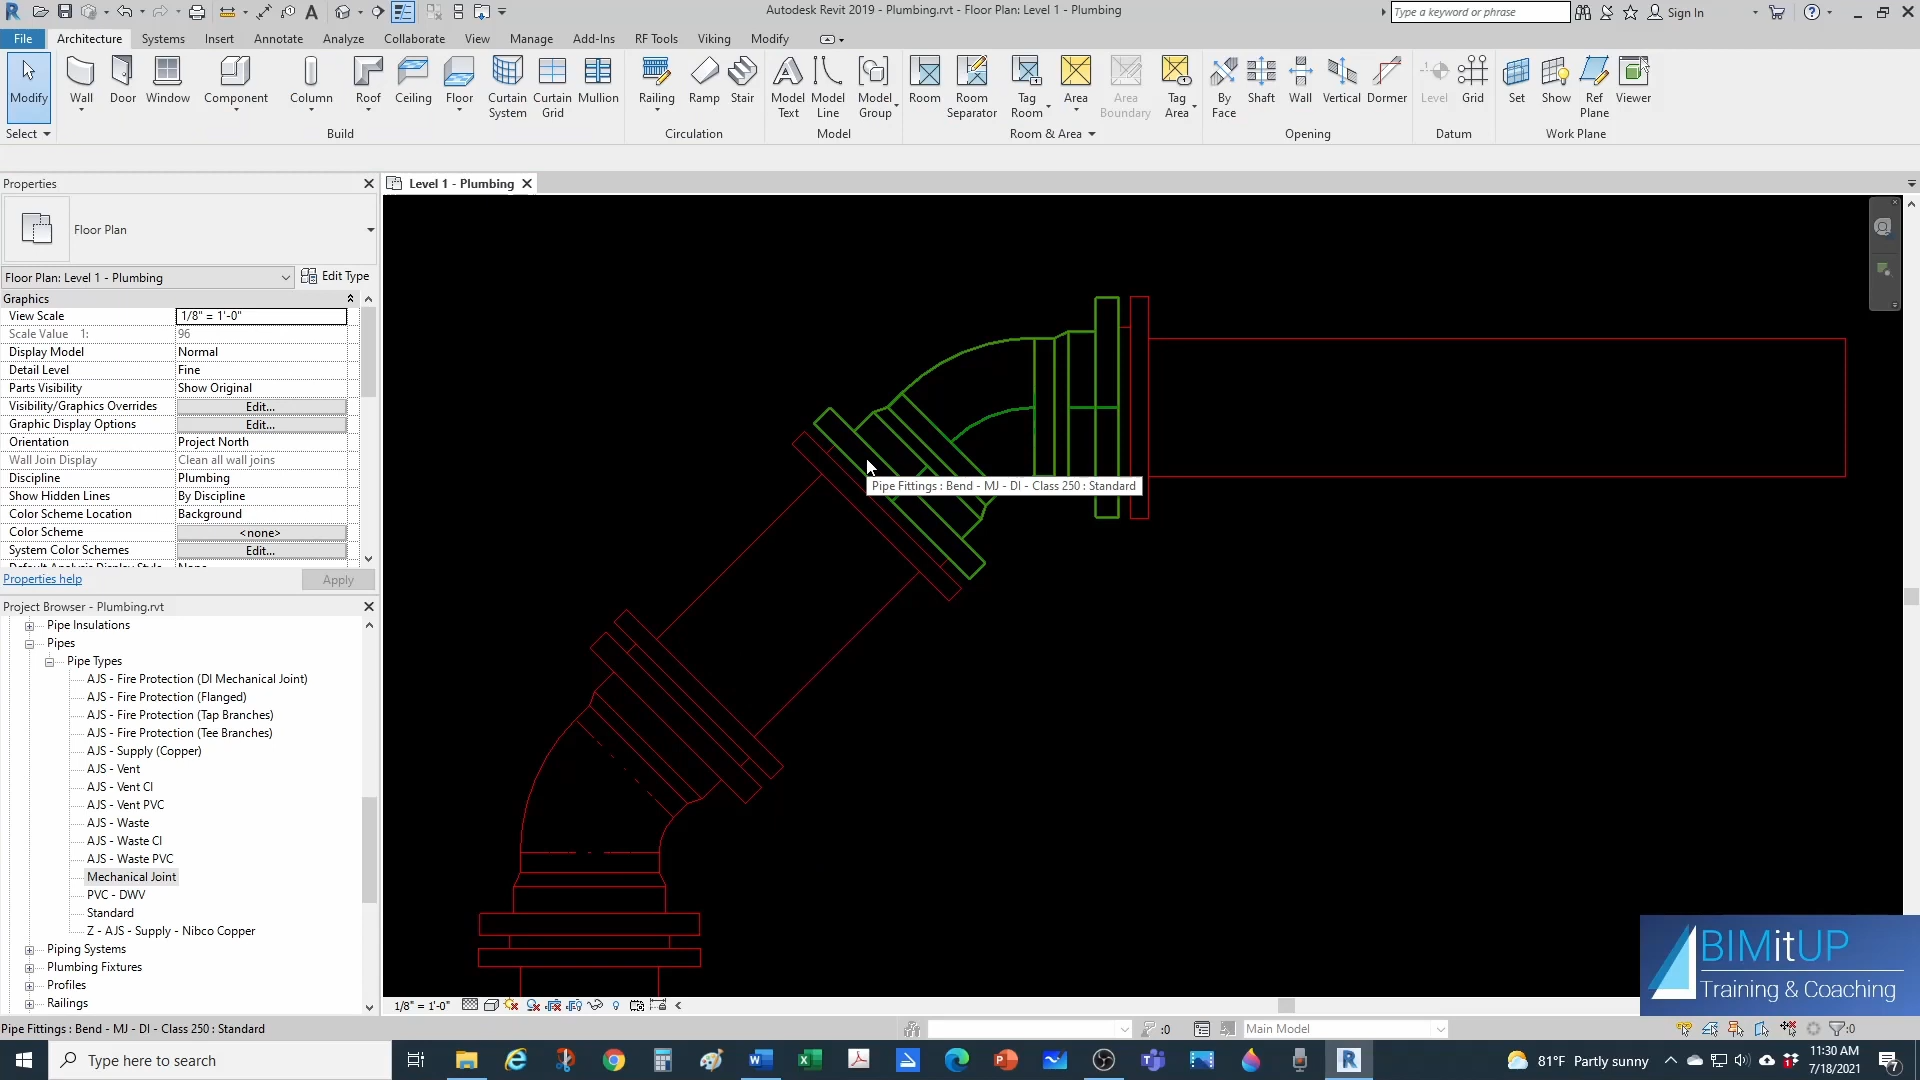 Autodesk Revit 2019 - Plumbing.rvt - Floor Plan: Level 1 - Plumbing
Type a keyword or phrase
Sign In
File Architecture Systems Insert Annotate Analyze Collaborate View Manage Add-Ins RF Tools Viking Modify
Modify Wall Door Window Component Column Roof Ceiling Floor Curtain System Curtain Grid Mullion Railing Ramp Stair Model Text Model Line Model Group Room Room Separator Tag Room Area Area Boundary Tag Area By Face Shaft Wall Vertical Dormer Level Grid Set Show Ref Plane Viewer
Select Build Circulation Model Room & Area Opening Datum Work Plane
Properties
Level 1 - Plumbing
Floor Plan
Floor Plan: Level 1 - Plumbing Edit Type
Graphics
View Scale 1/8" = 1'-0"
Scale Value 1: 96
Display Model Normal
Detail Level Fine
Parts Visibility Show Original
Visibility/Graphics Overrides Edit...
Graphic Display Options Edit...
Orientation Project North
Wall Join Display Clean all wall joins
Discipline Plumbing
Show Hidden Lines By Discipline
Color Scheme Location Background
Color Scheme <none>
System Color Schemes Edit...
Properties help Apply
Project Browser - Plumbing.rvt
Pipe Insulations
Pipes
Pipe Types
AJS - Fire Protection (DI Mechanical Joint)
AJS - Fire Protection (Flanged)
AJS - Fire Protection (Tap Branches)
AJS - Fire Protection (Tee Branches)
AJS - Supply (Copper)
AJS - Vent
AJS - Vent CI
AJS - Vent PVC
AJS - Waste
AJS - Waste CI
AJS - Waste PVC
Mechanical Joint
PVC - DWV
Standard
Z - AJS - Supply - Nibco Copper
Piping Systems
Plumbing Fixtures
Profiles
Railings
Pipe Fittings : Bend - MJ - DI - Class 250 : Standard
BIMitUP
Training & Coaching
1/8" = 1'-0"
Pipe Fittings : Bend - MJ - DI - Class 250 : Standard
:0
Main Model
:0
Type here to search
81°F Partly sunny
11:30 AM
7/18/2021
7